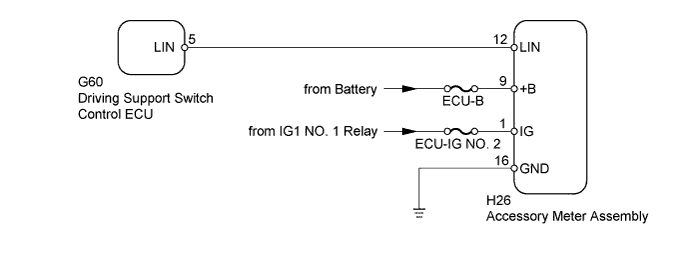 LIN 5
12 LIN
G60
Driving Support Switch
Control ECU
from Battery
ECU-B
9 +B
from IG1 NO. 1 Relay
ECU-IG NO. 2
1 IG
16 GND
H26
Accessory Meter Assembly